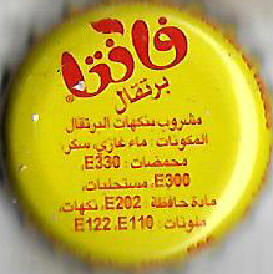 فانتا
برتقال
مشروب منكهات البرتقال
المكونات: ماء غازي، سكر،
محمضات: E330،
E300، مستحلبات،
مادة حافظة: E202، نكهات،
ملونات: E110، E122